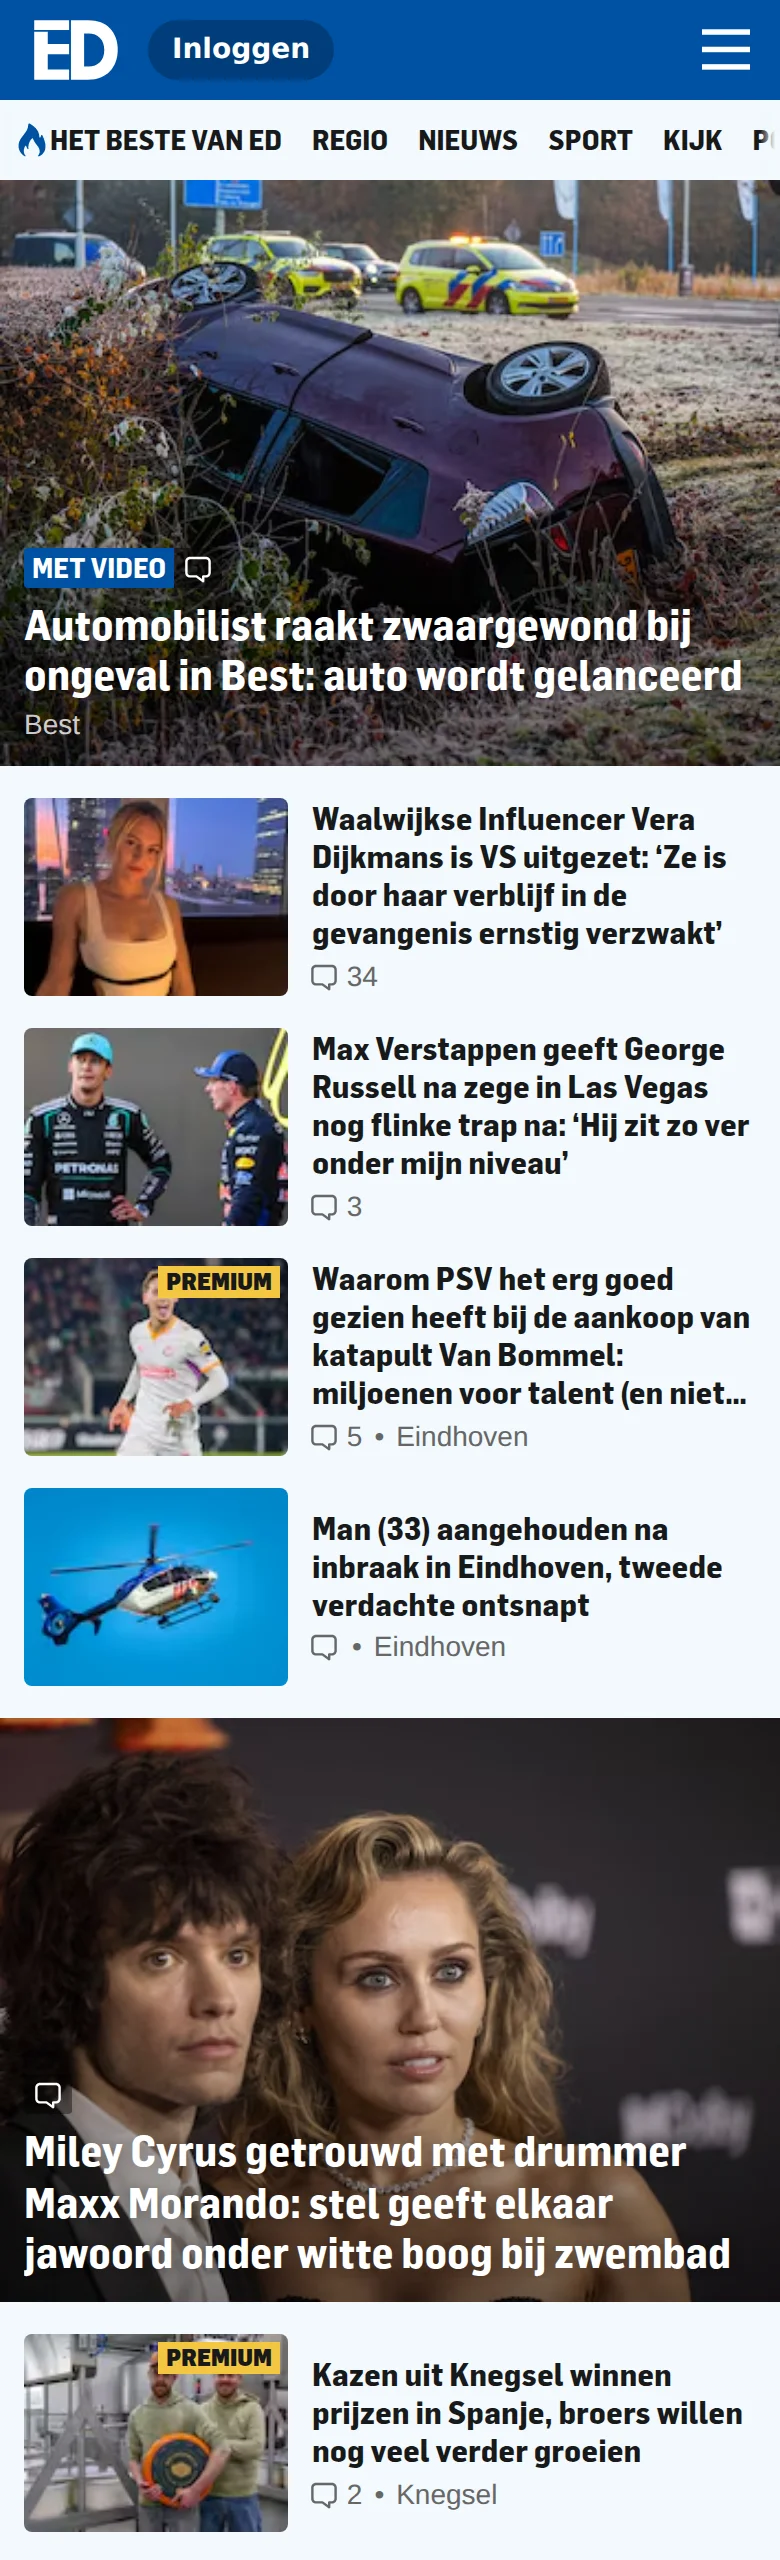 ED
Inloggen
HET BESTE VAN ED REGIO NIEUWS SPORT KIJK
MET VIDEO
Automobilist raakt zwaargewond bij
ongeval in Best: auto wordt gelanceerd
Best
Waalwijkse Influencer Vera
Dijkmans is VS uitgezet: ‘Ze is
door haar verblijf in de
gevangenis ernstig verzwakt’
34
PETRONAS
Microsoft
Max Verstappen geeft George
Russell na zege in Las Vegas
nog flinke trap na: ‘Hij zit zo ver
onder mijn niveau’
3
PREMIUM
Waarom PSV het erg goed
gezien heeft bij de aankoop van
katapult Van Bommel:
miljoenen voor talent (en niet...
5 • Eindhoven
Man (33) aangehouden na
inbraak in Eindhoven, tweede
verdachte ontsnapt
• Eindhoven
Miley Cyrus getrouwd met drummer
Maxx Morando: stel geeft elkaar
jawoord onder witte boog bij zwembad
PREMIUM
Kazen uit Knegsel winnen
prijzen in Spanje, broers willen
nog veel verder groeien
2 • Knegsel